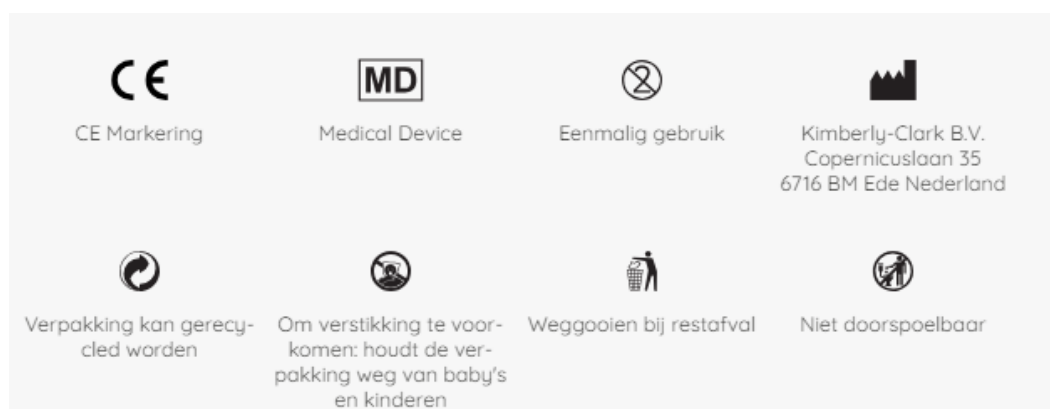 CE
MD
2
CE Markering
Medical Device
Eenmalig gebruik
Kimberly-Clark B.V.
Copernicuslaan 35
6716 BM Ede Nederland
Verpakking kan gerecy-
cled worden
Om verstikking te voor-
komen: houdt de ver-
pakking weg van baby's
en kinderen
Weggooien bij restafval
Niet doorspoelbaar